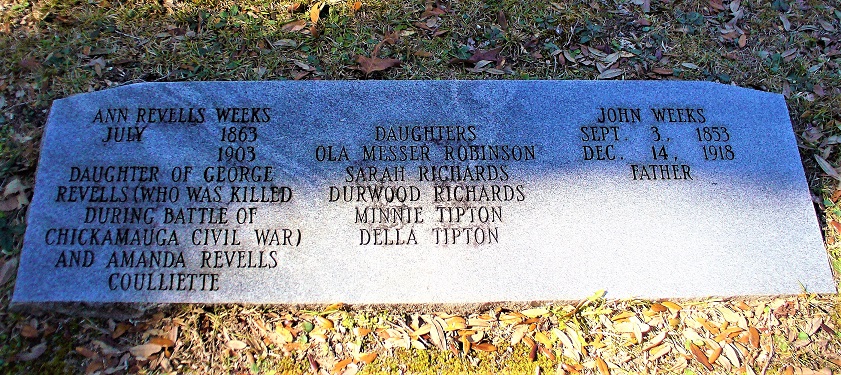 ANN REVELLS WEEKS
JULY 1863
1903
DAUGHTER OF GEORGE
REVELLS (WHO WAS KILLED
DURING BATTLE OF
CHICKAMAUGA CIVIL WAR)
AND AMANDA REVELLS
COULLIETTE
DAUGHTERS
OLA MESSER ROBINSON
SARAH RICHARDS
DURWOOD RICHARDS
MINNIE TIPTON
DELLA TIPTON
JOHN WEEKS
SEPT. 3, 1853
DEC. 14, 1918
FATHER